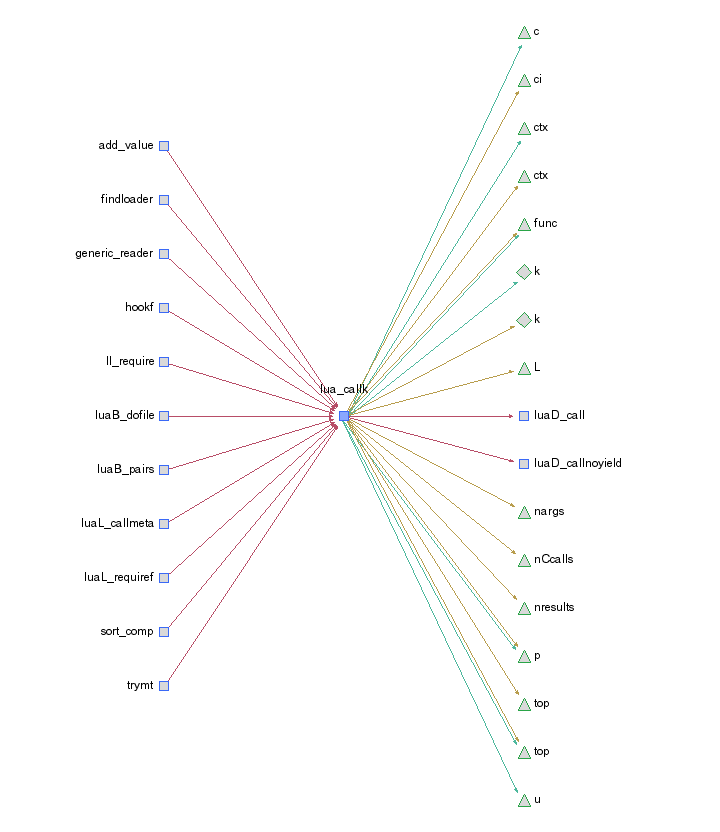 add_value
findloader
generic_reader
hookf
ll_require
luaB_dofile
luaB_pairs
luaL_callmeta
luaL_requiref
sort_comp
trymt
lua_callk
c
ci
ctx
ctx
func
k
k
L
luaD_call
luaD_callnoyield
nargs
nCcalls
nresults
p
top
top
u